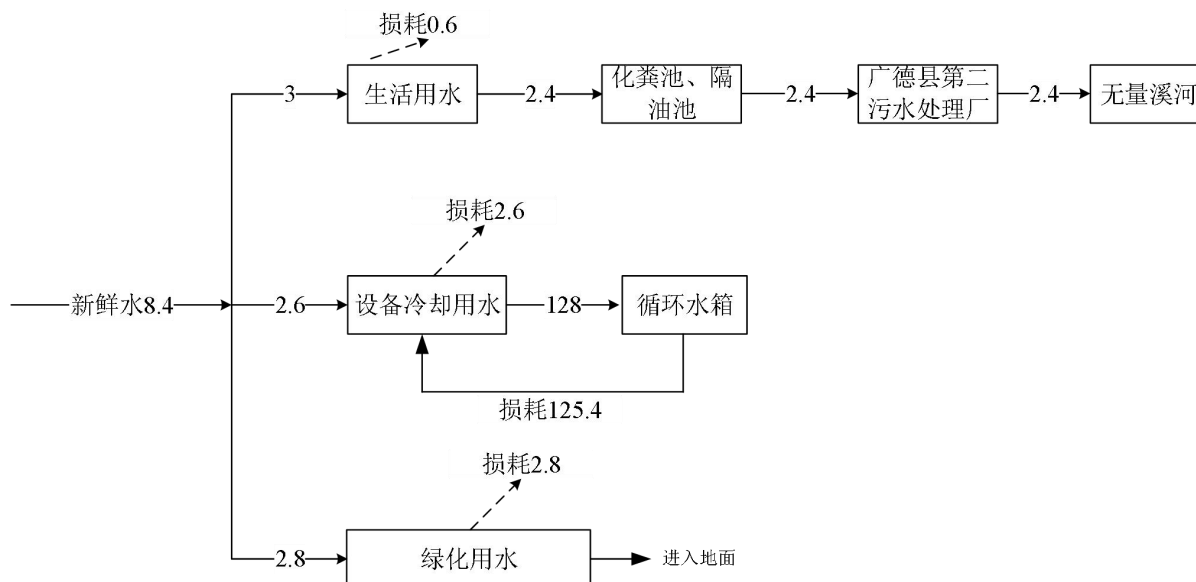 损耗0.6
3
生活用水
2.4
化粪池、隔
油池
2.4
广德县第二
污水处理厂
2.4
无量溪河
损耗2.6
新鲜水8.4
2.6
设备冷却用水
128
循环水箱
损耗125.4
损耗2.8
2.8
绿化用水
进入地面